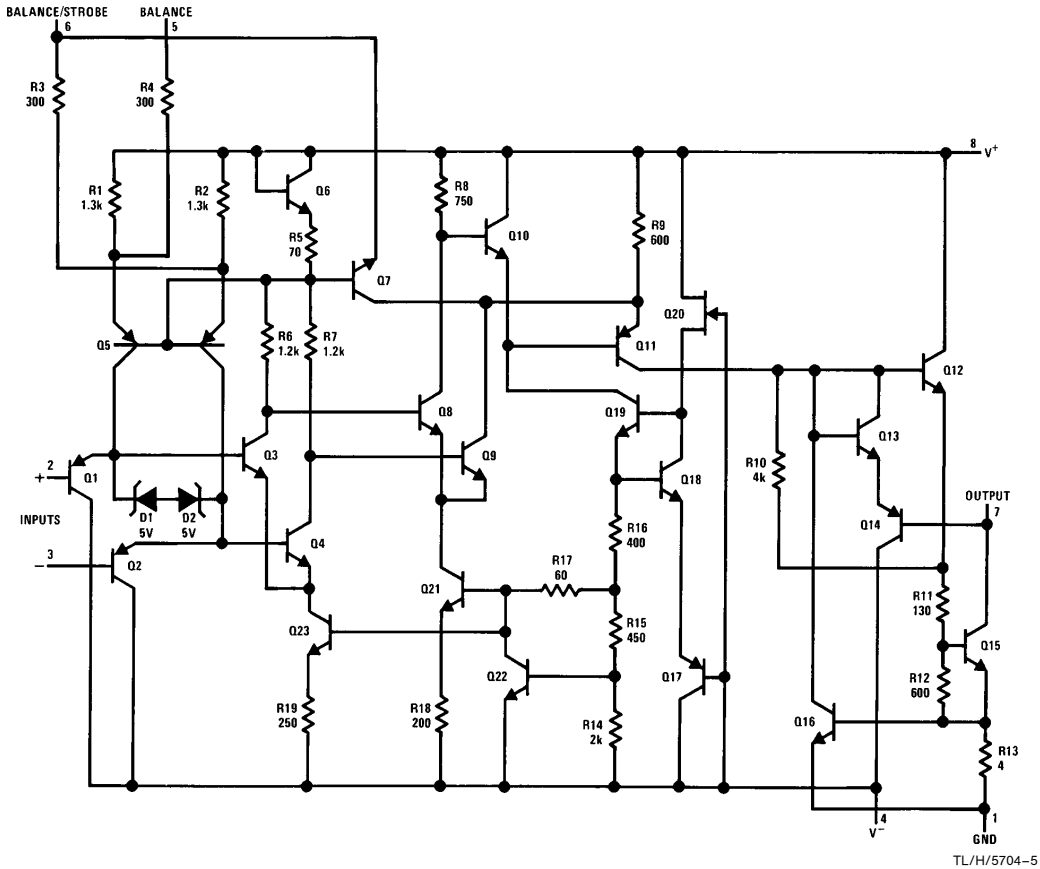 BALANCE/STROBE
6
BALANCE
5
R3
300
R4
300
8 V+
R1
1.3k
R2
1.3k
Q6
R5
70
R8
750
Q10
R9
600
Q7
Q20
Q5
R6
1.2k
R7
1.2k
Q11
Q12
Q8
Q19
Q13
Q3
Q9
R10
4k
Q18
2
+
Q1
OUTPUT
7
INPUTS
D1
5V
D2
5V
Q14
R16
400
3
−
Q2
Q4
R17
60
Q21
R11
130
Q23
R15
450
Q15
Q22
Q17
R12
600
R19
250
R18
200
R14
2k
Q16
R13
4
4
V−
1
GND
TL/H/5704–5